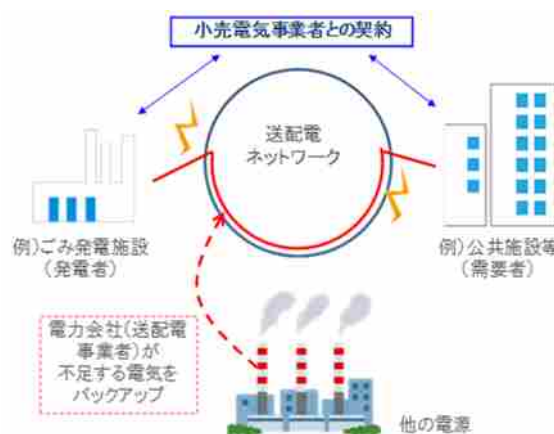 小売電気事業者との契約
送配電
ネットワーク
例)ごみ発電施設
(発電者)
例)公共施設等
(需要者)
電力会社(送配電
事業者)が
不足する電気を
バックアップ
他の電源